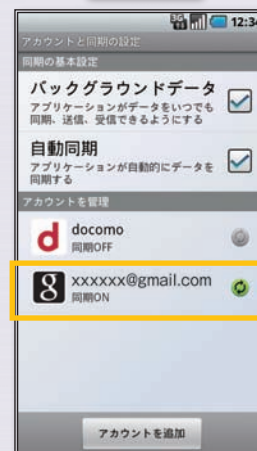 3G 12:34
アカウントと同期の設定
同期の基本設定
バックグラウンドデータ
アプリケーションがデータをいつでも
同期、送信、受信できるようにする
自動同期
アプリケーションが自動的にデータを
同期する
アカウントを管理
d docomo
同期OFF
g xxxxxx@gmail.com
同期ON
アカウントを追加